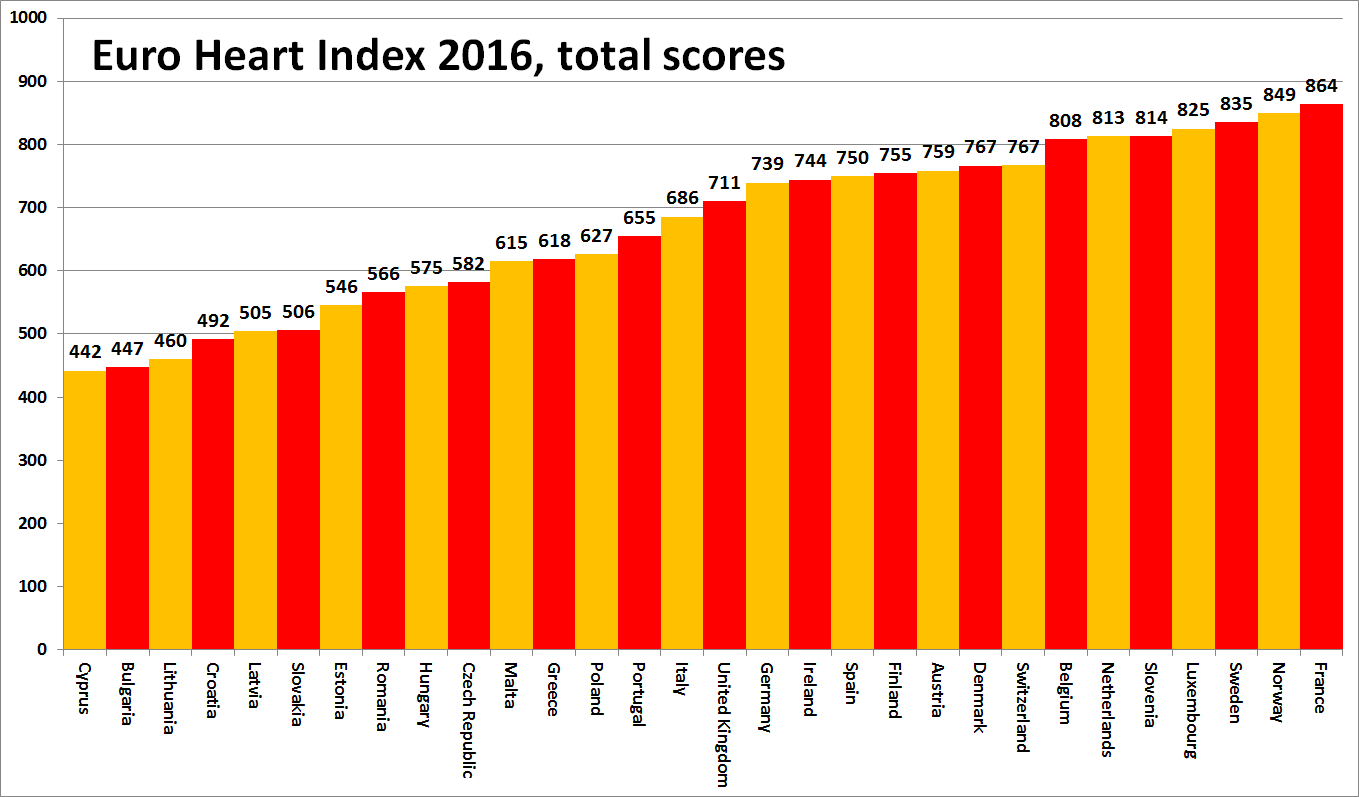 Euro Heart Index 2016, total scores
1000
900
800
700
600
500
400
300
200
100
0
442
447
460
492
505
506
546
566
575
582
615
618
627
655
686
711
739
744
750
755
759
767
767
808
813
814
825
835
849
864
Cyprus
Bulgaria
Lithuania
Croatia
Latvia
Slovakia
Estonia
Romania
Hungary
Czech Republic
Malta
Greece
Poland
Portugal
Italy
United Kingdom
Germany
Ireland
Spain
Finland
Austria
Denmark
Switzerland
Belgium
Netherlands
Slovenia
Luxembourg
Sweden
Norway
France